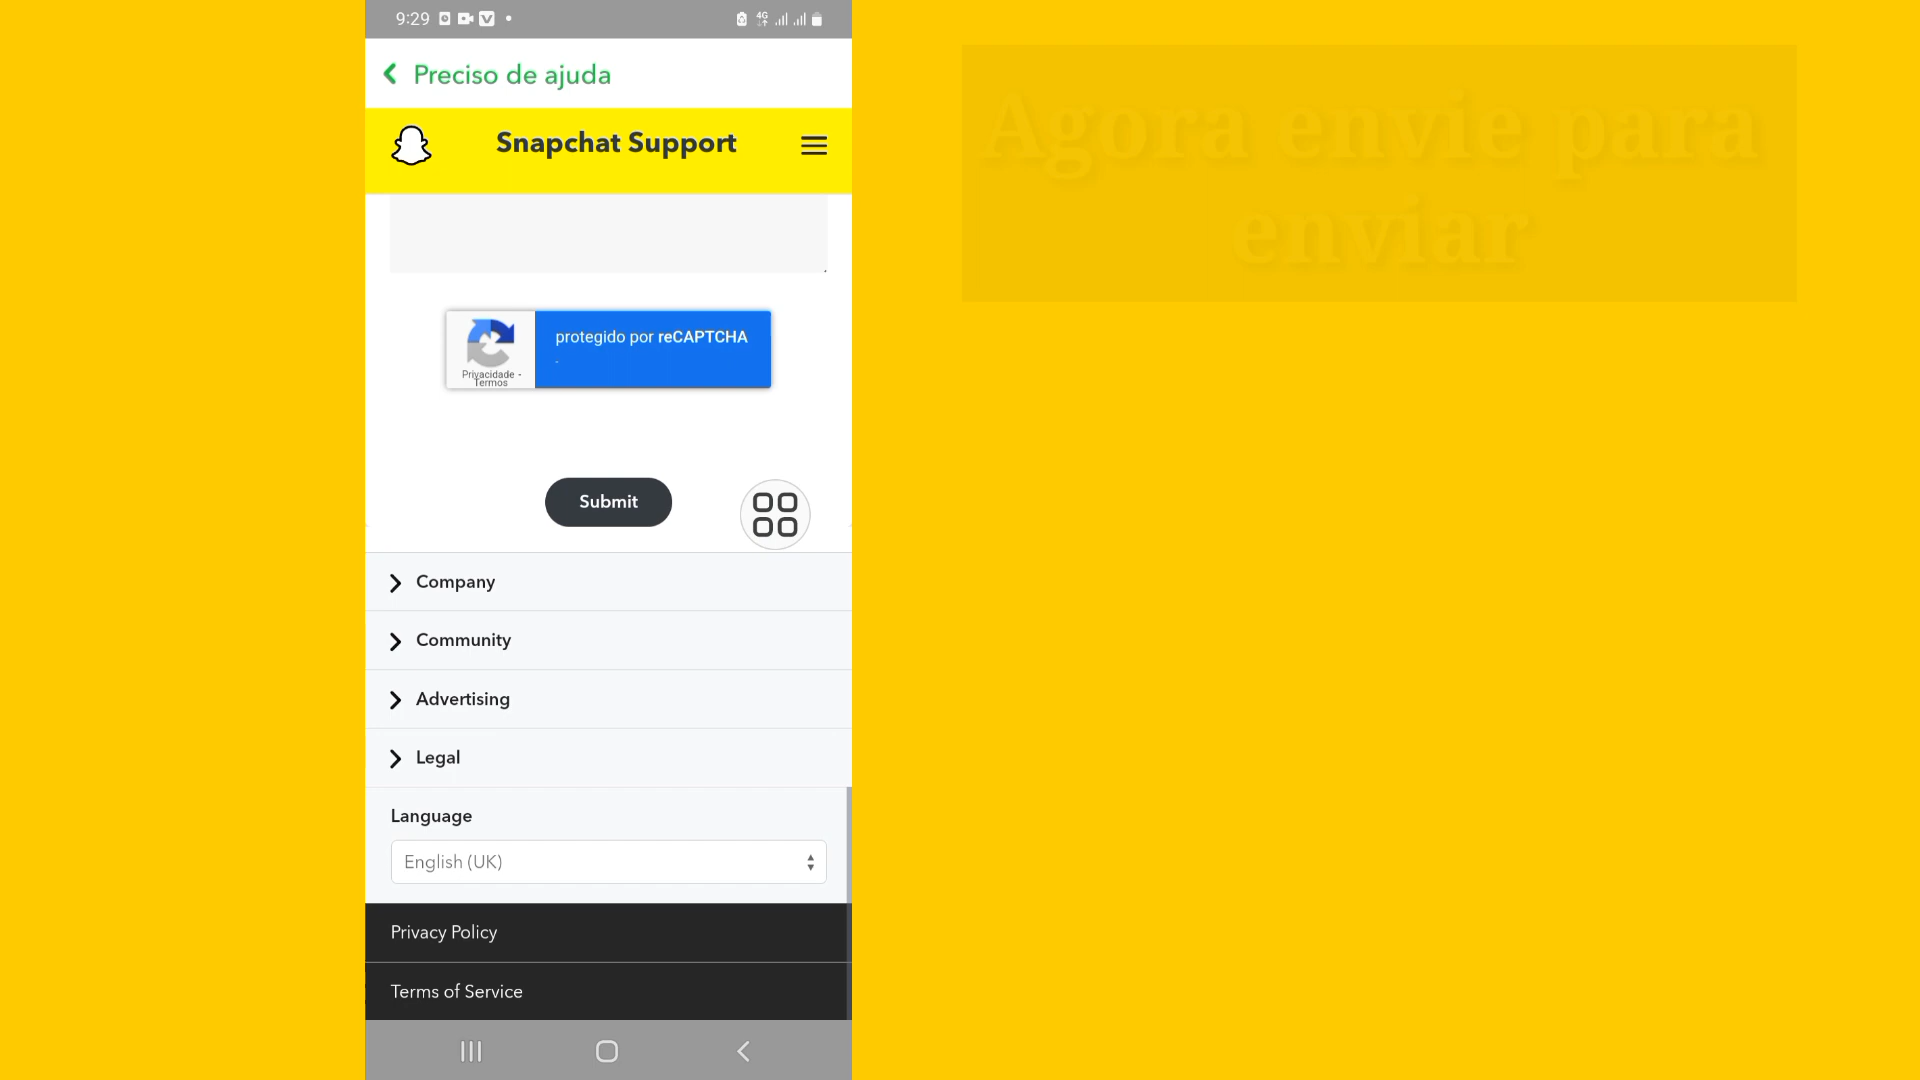 9:29
4G
Preciso de ajuda
Snapchat Support
protegido por reCAPTCHA
Privacidade -
Termos
Submit
Company
Community
Advertising
Legal
Language
English (UK)
Privacy Policy
Terms of Service
Agora envie para
enviar